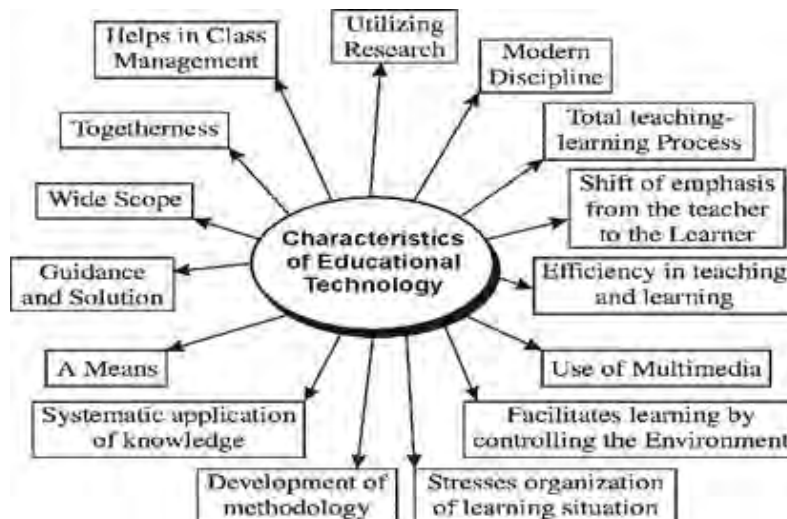 Utilizing
Research
Helps in Class
Management
Modern
Discipline
Togetherness
Total teaching-
learning Process
Wide Scope
Shift of emphasis
from the teacher
to the Learner
Characteristics
of Educational
Technology
Guidance
and Solution
Efficiency in teaching
and learning
A Means
Use of Multimedia
Systematic application
of knowledge
Facilitates learning by
controlling the Environment
Development of
methodology
Stresses organization
of learning situation